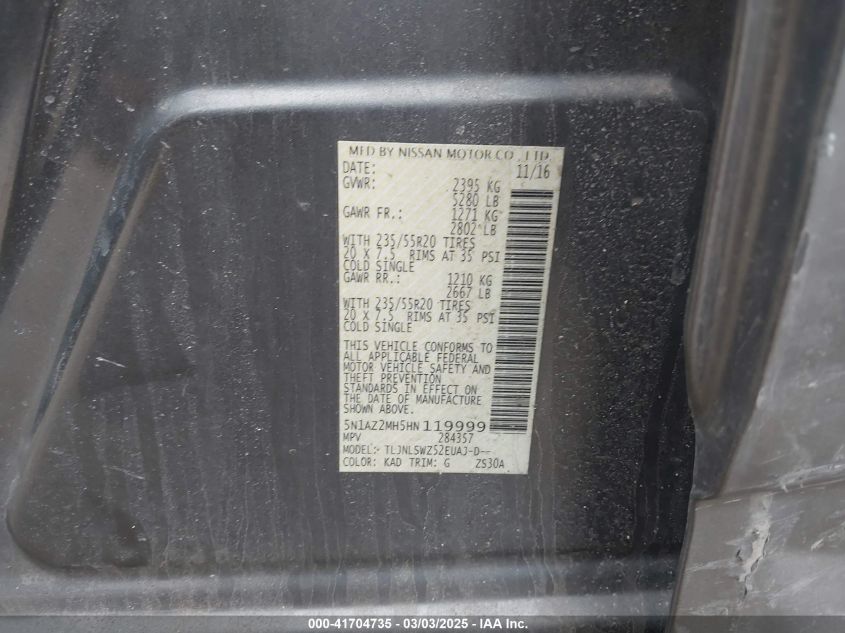 MFD BY NISSAN MOTOR CO., LTD.
DATE: 11/16
GVWR: 2395 KG
5280 LB
GAWR FR.: 1271 KG
2802 LB
WITH 235/55R20 TIRES
20 X 7.5 RIMS AT 35 PSI
COLD SINGLE
GAWR RR.: 1210 KG
2667 LB
WITH 235/55R20 TIRES
20 X 7.5 RIMS AT 35 PSI
COLD SINGLE
THIS VEHICLE CONFORMS TO
ALL APPLICABLE FEDERAL
MOTOR VEHICLE SAFETY AND
THEFT PREVENTION
STANDARDS IN EFFECT ON
THE DATE OF MANUFACTURE
SHOWN ABOVE.
5N1AZ2MH5HN119999
MPV 284357
MODEL: TLJNLSWZ52EUAJ-D--
COLOR: KAD TRIM: G ZS30A
000-41704735 - 03/03/2025 - IAA Inc.